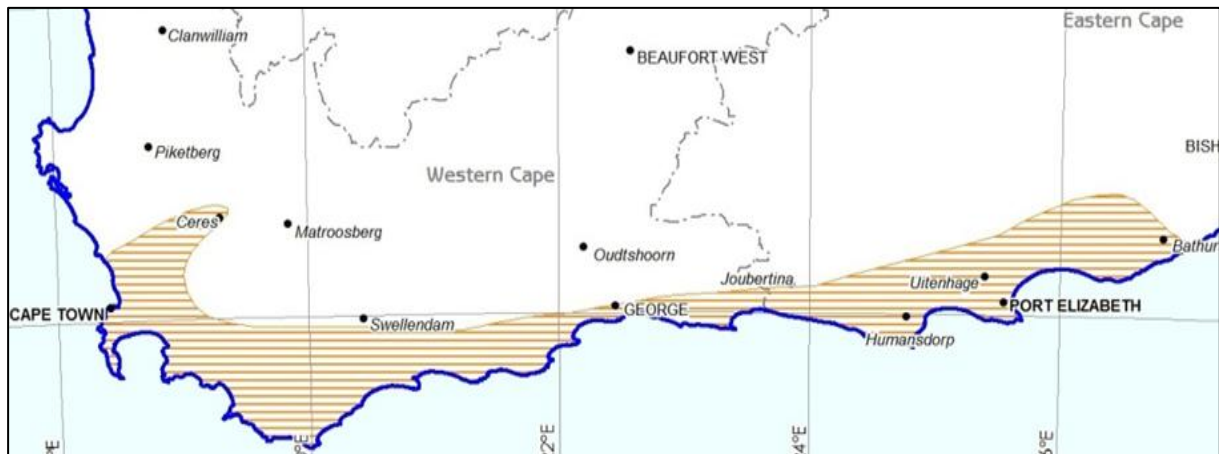 Eastern Cape
Clanwilliam
BEAUFORT WEST
Piketberg
BISH
Western Cape
Ceres
Matroosberg
Oudtshoorn
Bathur
Joubertina
Uitenhage
CAPE TOWN
Swellendam
GEORGE
PORT ELIZABETH
Humansdorp
°E
°E
2°E
4°E
6°E